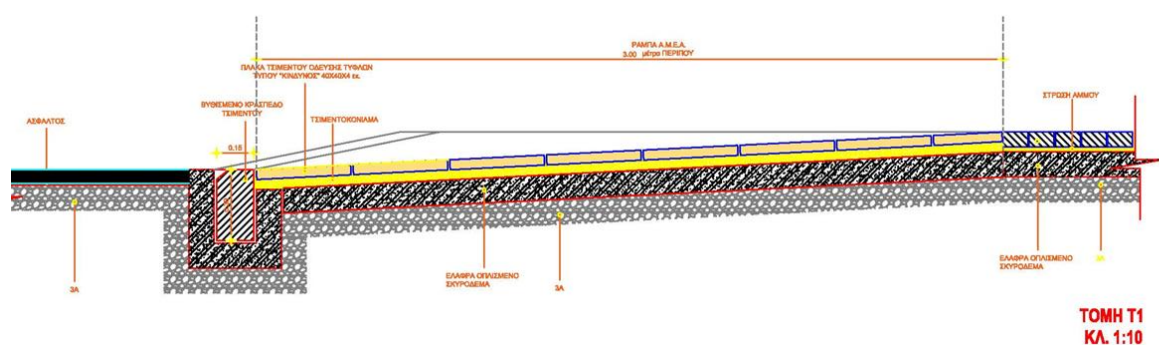 ΡΑΜΠΑ Α.Μ.Ε.Α.
3.00 μέτρα ΠΕΡΙΠΟΥ
ΠΛΑΚΑ ΤΣΙΜΕΝΤΟΥ ΟΔΕΥΣΗΣ ΤΥΦΛΩΝ
ΤΥΠΟΥ "ΚΙΝΔΥΝΟΣ" 40Χ40Χ4 εκ.
ΒΥΘΙΣΜΕΝΟ ΚΡΑΣΠΕΔΟ
ΤΣΙΜΕΝΤΟΥ
ΣΤΡΩΣΗ ΑΜΜΟΥ
ΑΣΦΑΛΤΟΣ
ΤΣΙΜΕΝΤΟΚΟΝΙΑΜΑ
0.15
ΕΛΑΦΡΑ ΟΠΛΙΣΜΕΝΟ
ΣΚΥΡΟΔΕΜΑ
ΕΛΑΦΡΑ ΟΠΛΙΣΜΕΝΟ
ΣΚΥΡΟΔΕΜΑ
3Α
3Α
3Α
ΤΟΜΗ Τ1
ΚΛ. 1:10